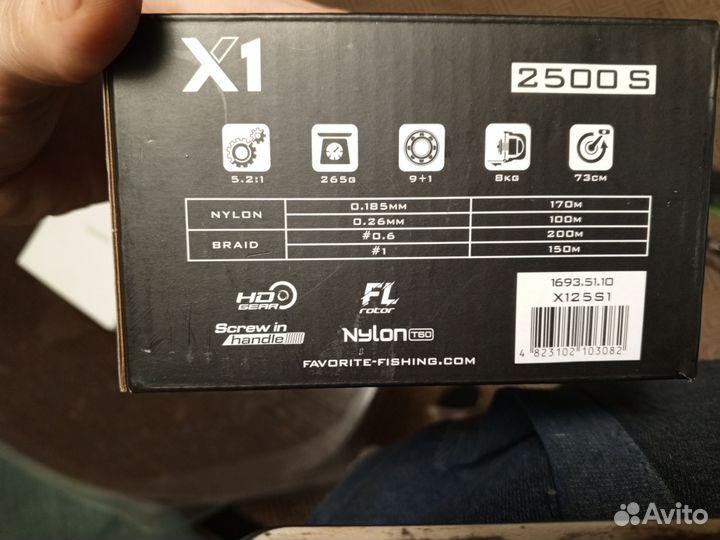 X1
2500 S
5.2:1
265G
9+1
8KG
73CM
NYLON
0.185MM
170M
0.26MM
100M
BRAID
#0.6
200M
#1
150M
HD
GEAR
FL
rotor
Screw in
handle
Nylon T60
FAVORITE-FISHING.COM
1693.51.10
X125S1
4 823102 103082
Avito